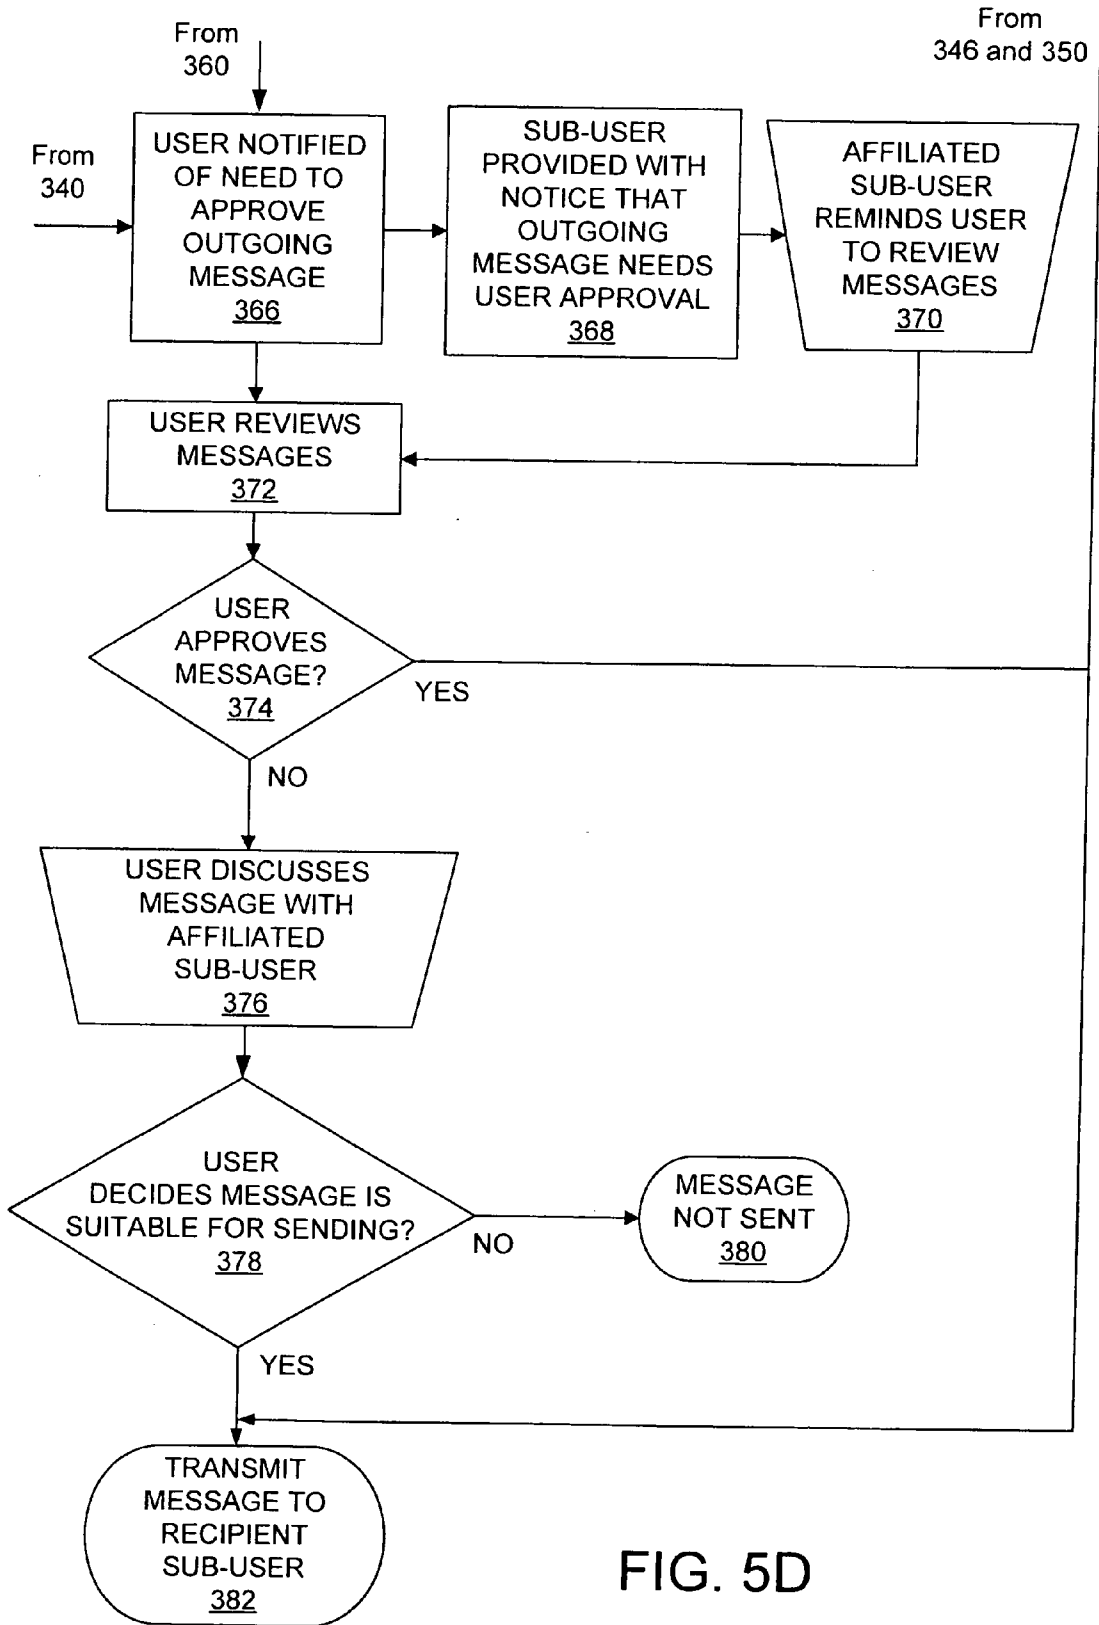 From
360
From
346 and 350
From
340
USER NOTIFIED
OF NEED TO
APPROVE
OUTGOING
MESSAGE
366
SUB-USER
PROVIDED WITH
NOTICE THAT
OUTGOING
MESSAGE NEEDS
USER APPROVAL
368
AFFILIATED
SUB-USER
REMINDS USER
TO REVIEW
MESSAGES
370
USER REVIEWS
MESSAGES
372
USER
APPROVES
MESSAGE?
374
YES
NO
USER DISCUSSES
MESSAGE WITH
AFFILIATED
SUB-USER
376
USER
DECIDES MESSAGE IS
SUITABLE FOR SENDING?
378
NO
MESSAGE
NOT SENT
380
YES
TRANSMIT
MESSAGE TO
RECIPIENT
SUB-USER
382
FIG. 5D